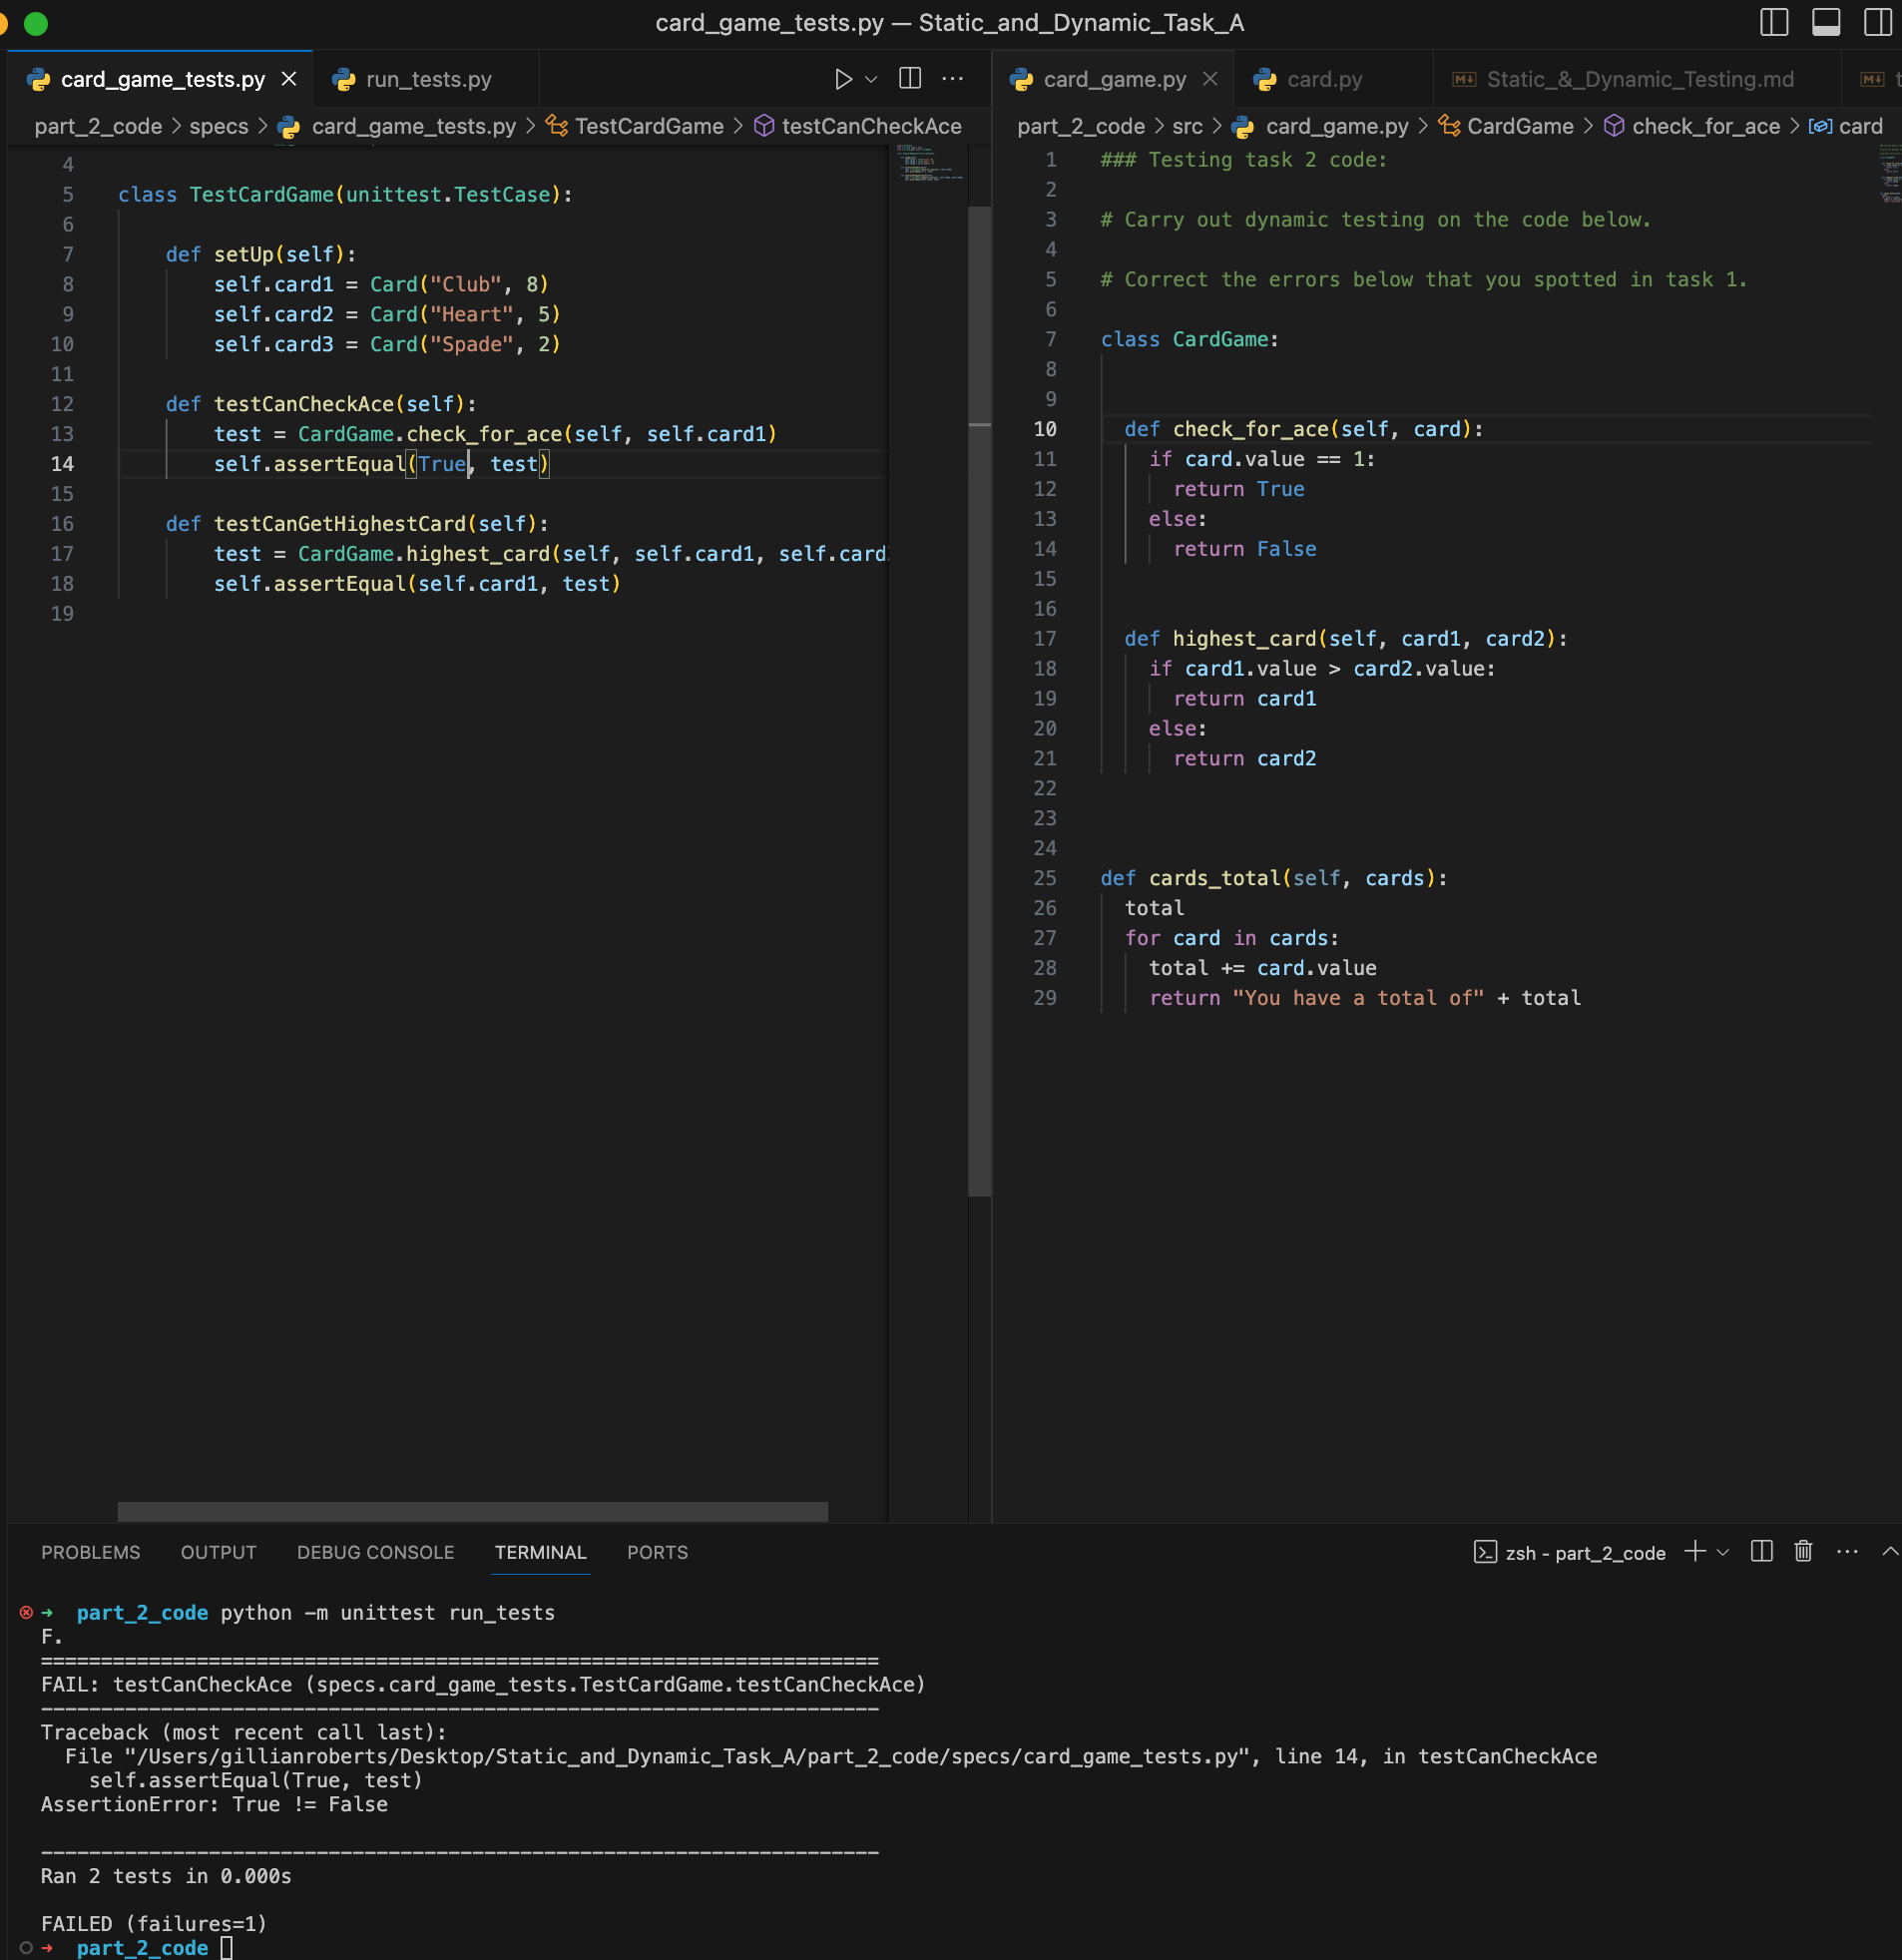 card_game_tests.py — Static_and_Dynamic_Task_A
card_game_tests.py
run_tests.py
part_2_code > specs > card_game_tests.py > TestCardGame > testCanCheckAce
4
5 class TestCardGame(unittest.TestCase):
6
7 def setUp(self):
8 self.card1 = Card("Club", 8)
9 self.card2 = Card("Heart", 5)
10 self.card3 = Card("Spade", 2)
11
12 def testCanCheckAce(self):
13 test = CardGame.check_for_ace(self, self.card1)
14 self.assertEqual(True, test)
15
16 def testCanGetHighestCard(self):
17 test = CardGame.highest_card(self, self.card1, self.card
18 self.assertEqual(self.card1, test)
19
card_game.py
card.py
Static_&_Dynamic_Testing.md
part_2_code > src > card_game.py > CardGame > check_for_ace > card
1 ### Testing task 2 code:
2
3 # Carry out dynamic testing on the code below.
4
5 # Correct the errors below that you spotted in task 1.
6
7 class CardGame:
8
9
10 def check_for_ace(self, card):
11 if card.value == 1:
12 return True
13 else:
14 return False
15
16
17 def highest_card(self, card1, card2):
18 if card1.value > card2.value:
19 return card1
20 else:
21 return card2
22
23
24
25 def cards_total(self, cards):
26 total
27 for card in cards:
28 total += card.value
29 return "You have a total of" + total
PROBLEMS OUTPUT DEBUG CONSOLE TERMINAL PORTS
zsh - part_2_code
part_2_code python -m unittest run_tests
F.
======================================================================
FAIL: testCanCheckAce (specs.card_game_tests.TestCardGame.testCanCheckAce)
----------------------------------------------------------------------
Traceback (most recent call last):
File "/Users/gillianroberts/Desktop/Static_and_Dynamic_Task_A/part_2_code/specs/card_game_tests.py", line 14, in testCanCheckAce
self.assertEqual(True, test)
AssertionError: True != False
----------------------------------------------------------------------
Ran 2 tests in 0.000s
FAILED (failures=1)
part_2_code